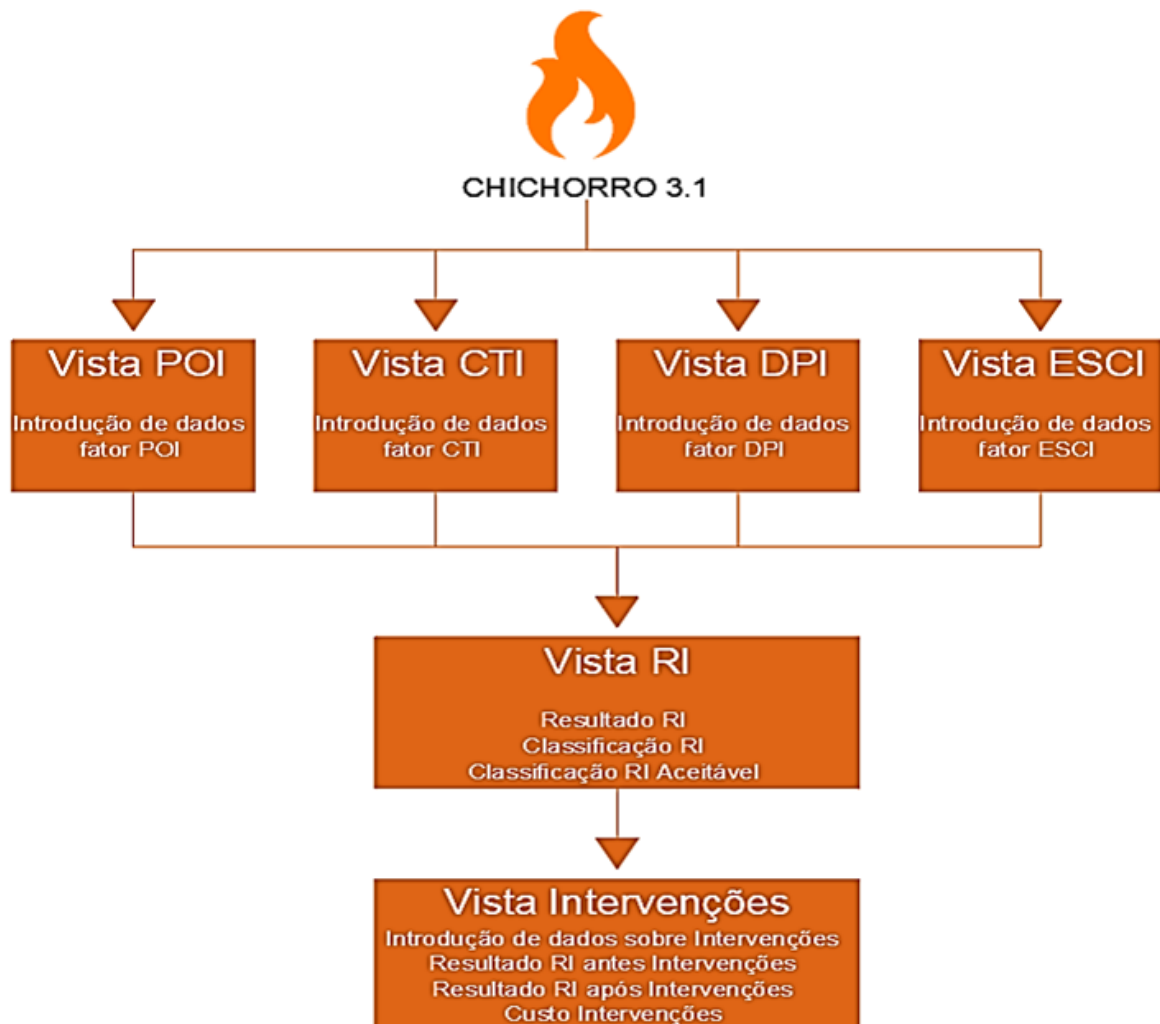 CHICHORRO 3.1
Vista POI
Introdução de dados
fator POI
Vista CTI
Introdução de dados
fator CTI
Vista DPI
Introdução de dados
fator DPI
Vista ESCI
Introdução de dados
fator ESCI
Vista RI
Resultado RI
Classificação RI
Classificação RI Aceitável
Vista Intervenções
Introdução de dados sobre Intervenções
Resultado RI antes Intervenções
Resultado RI após Intervenções
Custo Intervenções